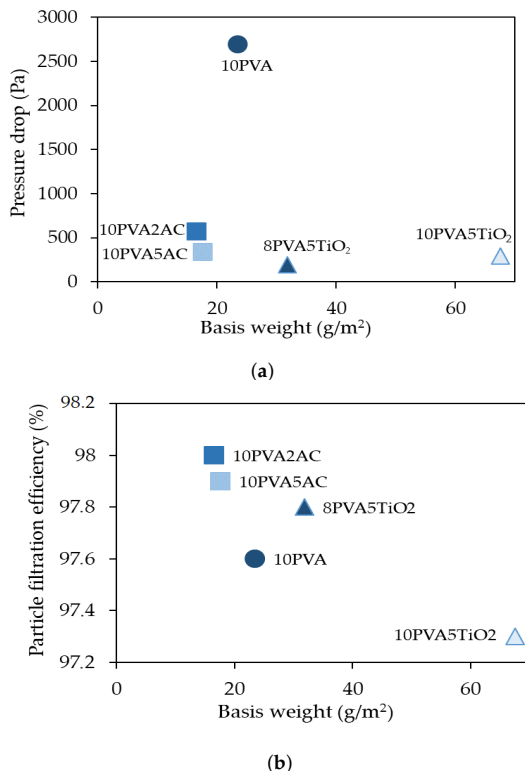 3000
2500
2000
1500
1000
500
0
Pressure drop (Pa)
10PVA
10PVA2AC
10PVA5AC
8PVA5TiO₂
10PVA5TiO₂
0 20 40 60
Basis weight (g/m²)
(a)
98.2
98
97.8
97.6
97.4
97.2
Particle filtration efficiency (%)
10PVA2AC
10PVA5AC
8PVA5TiO2
10PVA
10PVA5TiO2
0 20 40 60
Basis weight (g/m²)
(b)